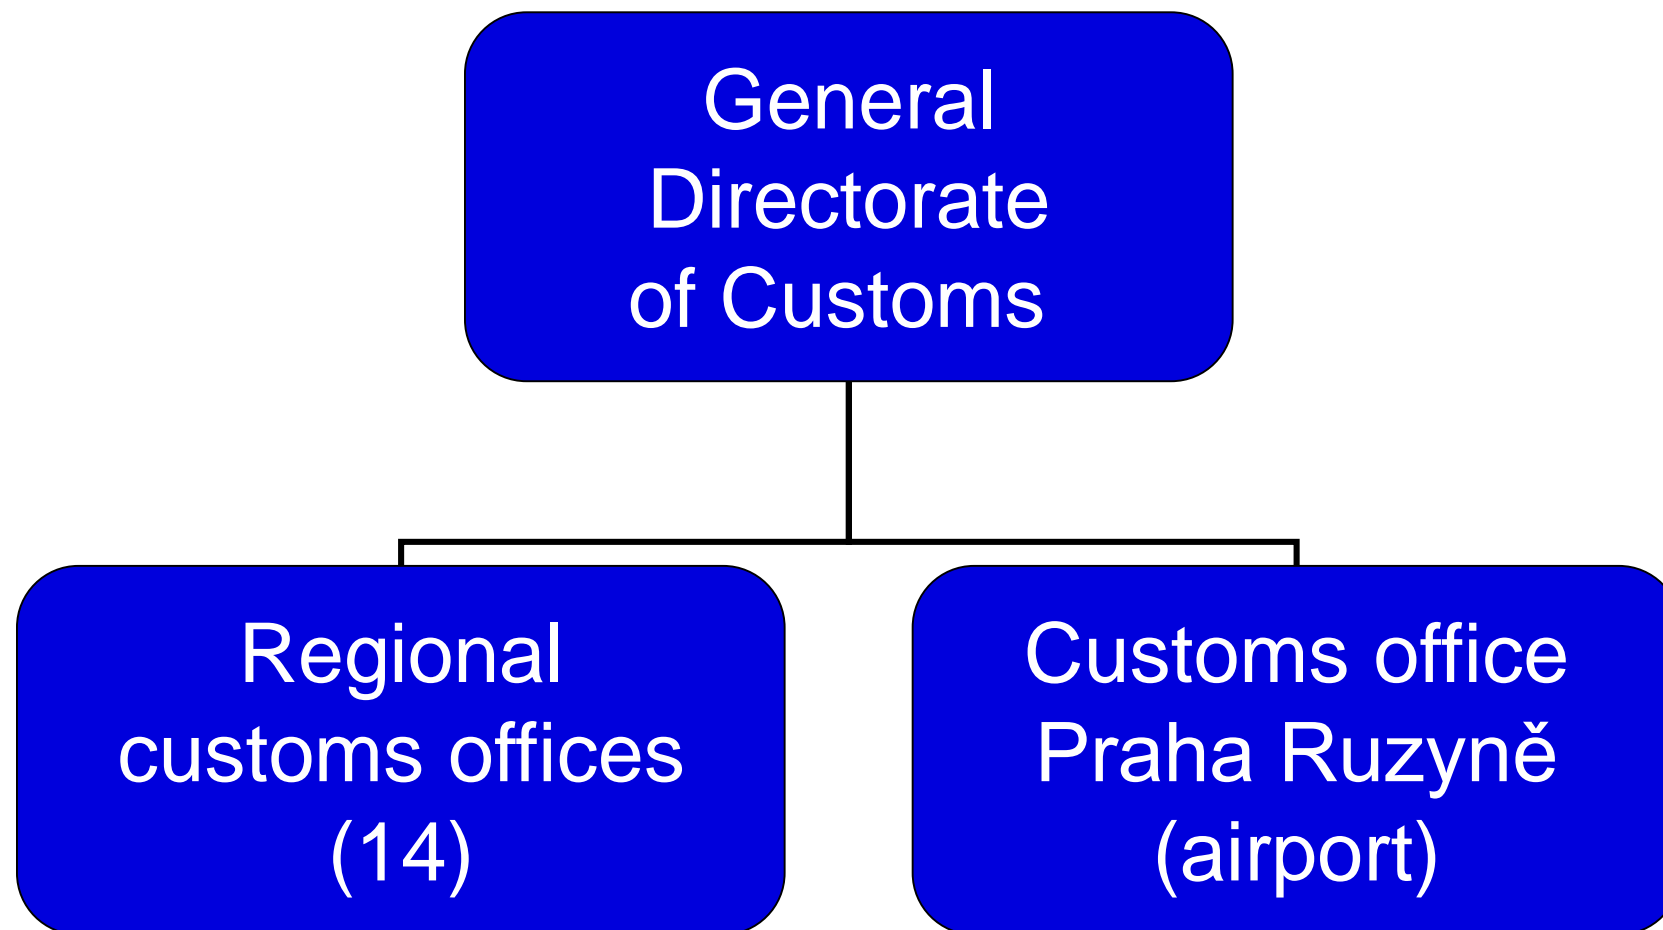 General
Directorate
of Customs
Regional
customs offices
(14)
Customs office
Praha Ruzyně
(airport)